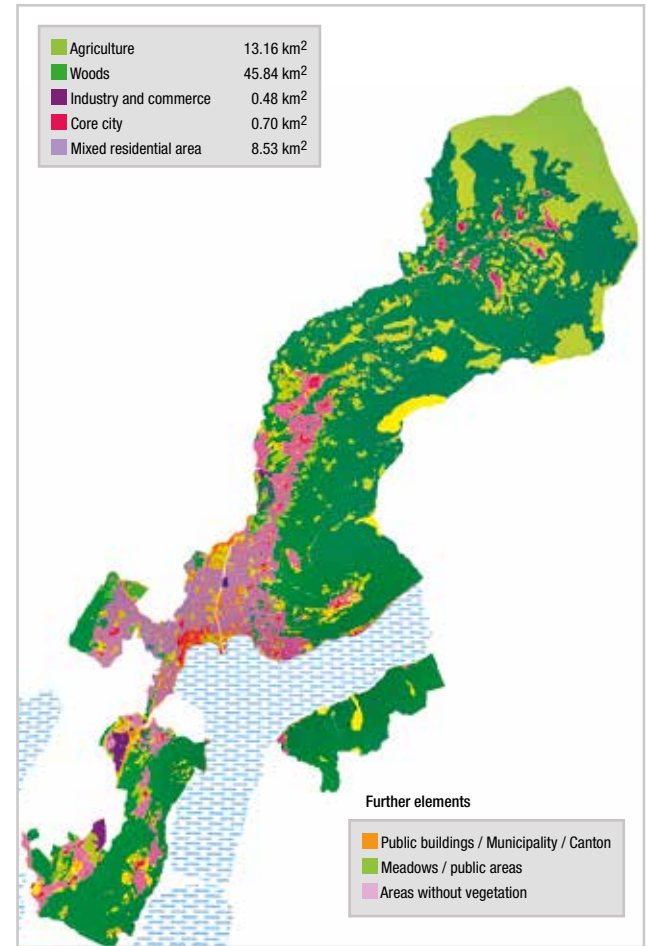 Agriculture 13.16 km²
Woods 45.84 km²
Industry and commerce 0.48 km²
Core city 0.70 km²
Mixed residential area 8.53 km²
Further elements
Public buildings / Municipality / Canton
Meadows / public areas
Areas without vegetation